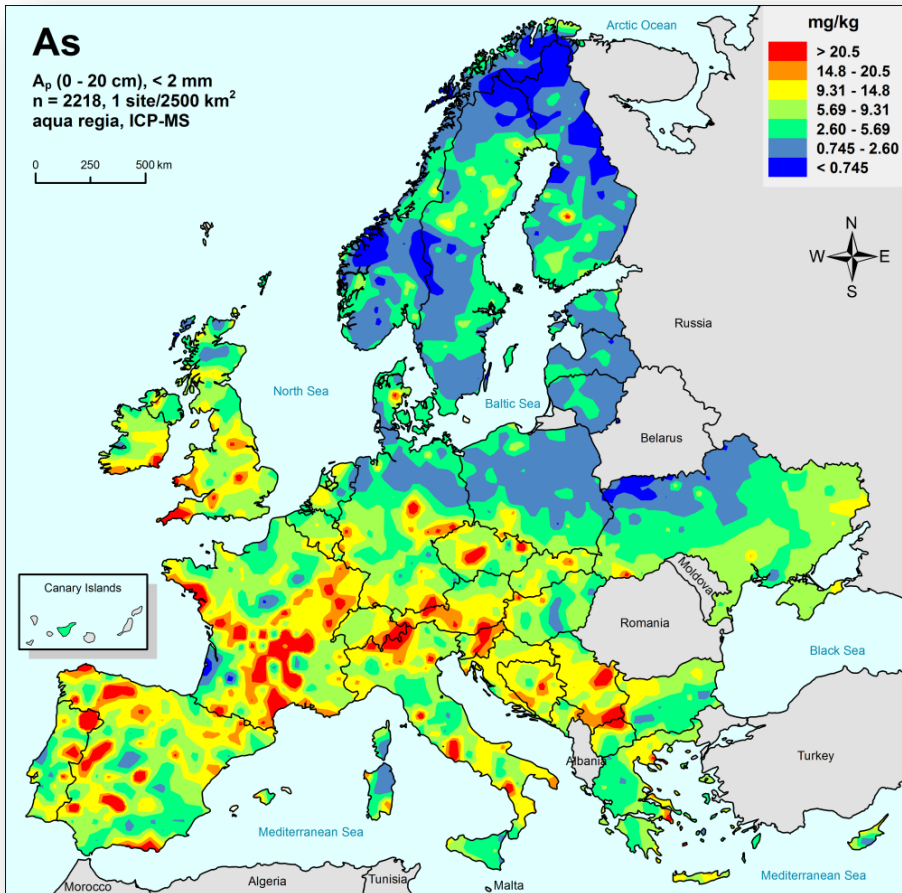 As
Aₚ (0 - 20 cm), < 2 mm
n = 2218, 1 site/2500 km²
aqua regia, ICP-MS
0 250 500 km
Arctic Ocean
mg/kg
> 20.5
14.8 - 20.5
9.31 - 14.8
5.69 - 9.31
2.60 - 5.69
0.745 - 2.60
< 0.745
N
W E
S
Russia
North Sea
Baltic Sea
Belarus
Moldova
Canary Islands
Romania
Black Sea
Albania
Turkey
Mediterranean Sea
Morocco
Algeria
Tunisia
Malta
Mediterranean Sea